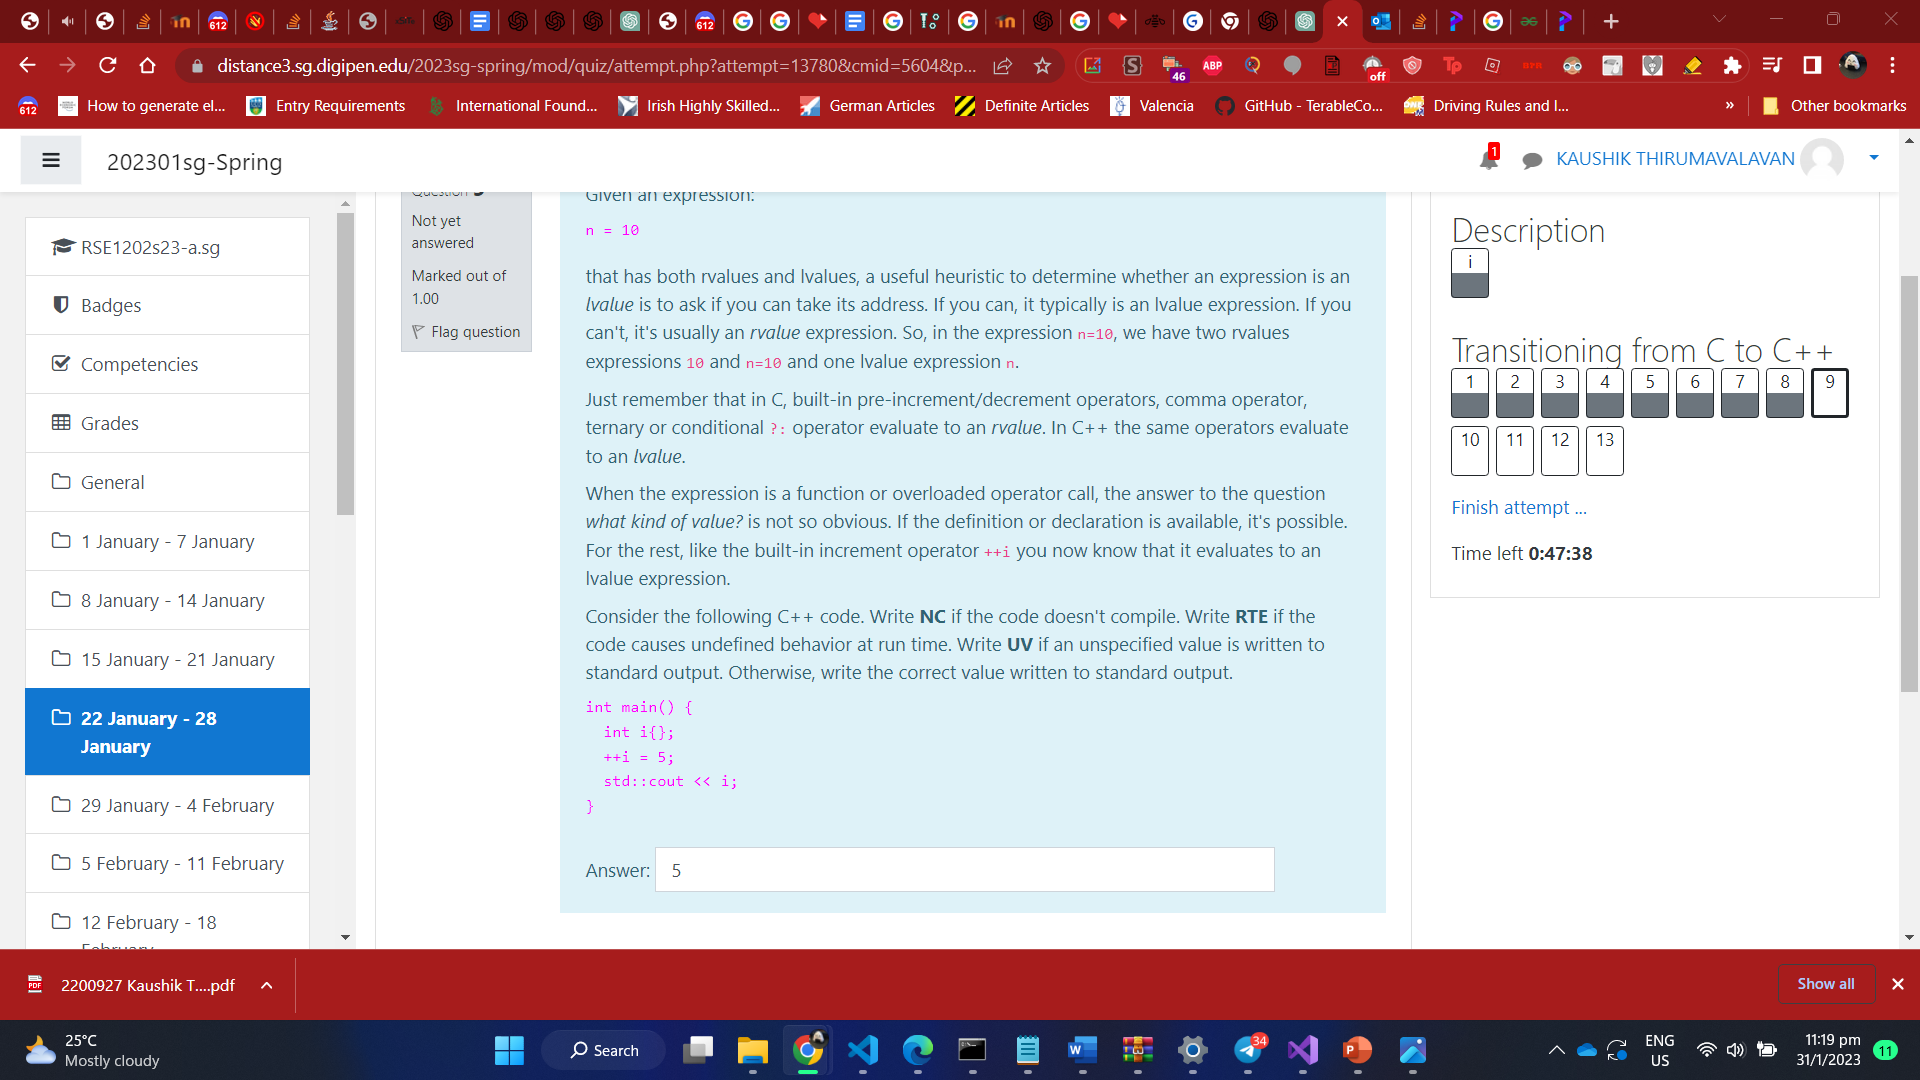 612
612
distance3.sg.digipen.edu/2023sg-spring/mod/quiz/attempt.php?attempt=13780&cmid=5604&p...
46
ABP
off
Tp
612
How to generate el...
Entry Requirements
International Found...
Irish Highly Skilled...
German Articles
Definite Articles
Valencia
GitHub - TerableCo...
Driving Rules and I...
»
Other bookmarks
202301sg-Spring
1
KAUSHIK THIRUMAVALAVAN
RSE1202s23-a.sg
Badges
Competencies
Grades
General
1 January - 7 January
8 January - 14 January
15 January - 21 January
22 January - 28
January
29 January - 4 February
5 February - 11 February
12 February - 18
February
Question 9
Not yet
answered
Marked out of
1.00
Flag question
Given an expression:
n = 10
that has both rvalues and lvalues, a useful heuristic to determine whether an expression is an
lvalue is to ask if you can take its address. If you can, it typically is an lvalue expression. If you
can't, it's usually an rvalue expression. So, in the expression n=10, we have two rvalues
expressions 10 and n=10 and one lvalue expression n.
Just remember that in C, built-in pre-increment/decrement operators, comma operator,
ternary or conditional ?: operator evaluate to an rvalue. In C++ the same operators evaluate
to an lvalue.
When the expression is a function or overloaded operator call, the answer to the question
what kind of value? is not so obvious. If the definition or declaration is available, it's possible.
For the rest, like the built-in increment operator ++i you now know that it evaluates to an
lvalue expression.
Consider the following C++ code. Write NC if the code doesn't compile. Write RTE if the
code causes undefined behavior at run time. Write UV if an unspecified value is written to
standard output. Otherwise, write the correct value written to standard output.
int main() {
int i{};
++i = 5;
std::cout << i;
}
Answer: 5
Description
i
Transitioning from C to C++
1 2 3 4 5 6 7 8 9
10 11 12 13
Finish attempt ...
Time left 0:47:38
PDF
2200927 Kaushik T....pdf
Show all
25°C
Mostly cloudy
Search
34
ENG
US
11:19 pm
31/1/2023
11